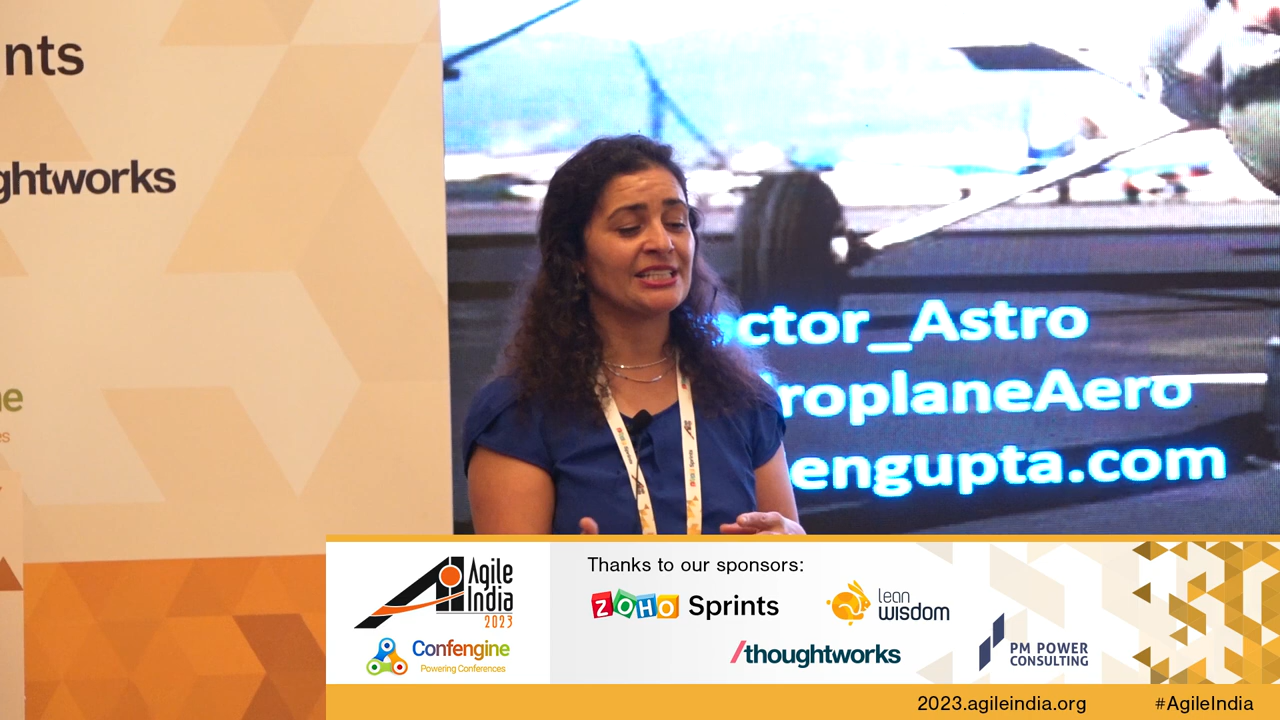 nts
ghtworks
e
es
ctor_Astro
roplaneAero
engupta.com
Agile
India
2023
Confengine
Powering Conferences
Thanks to our sponsors:
ZOHO Sprints
lean
wisdom
/thoughtworks
PM POWER
CONSULTING
2023.agileindia.org
#AgileIndia